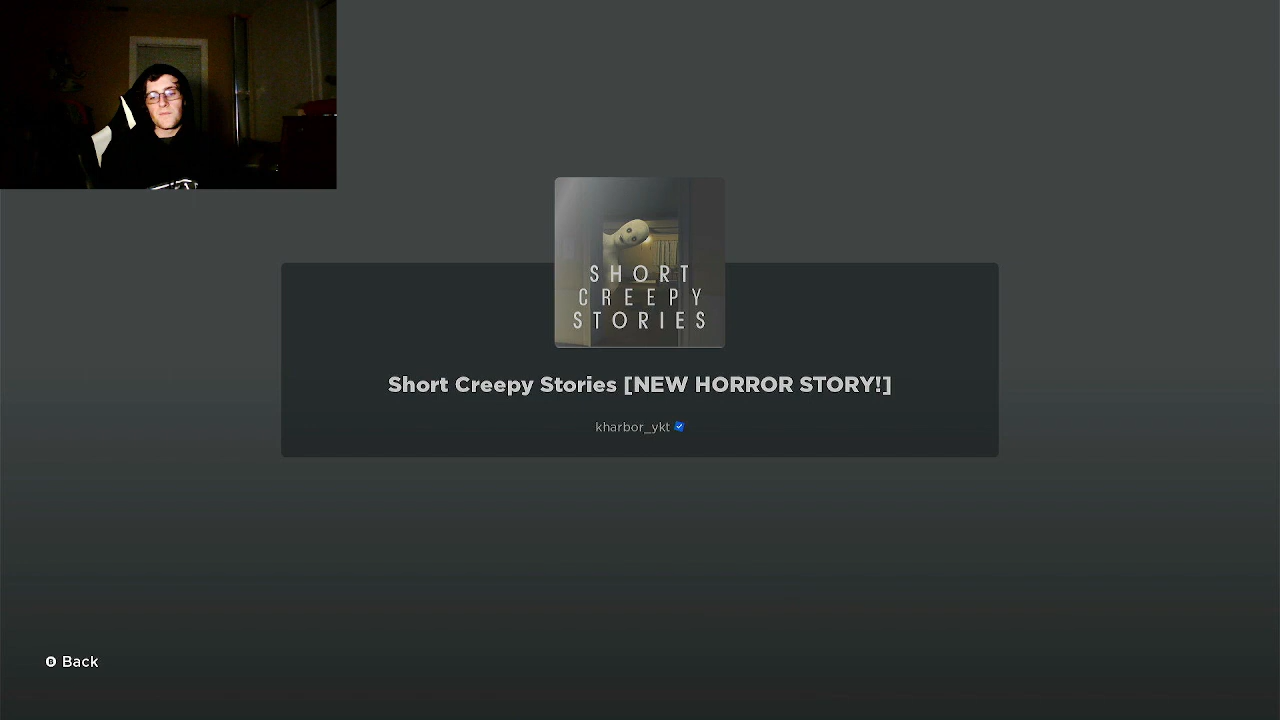 SHORT
CREEPY
STORIES
Short Creepy Stories [NEW HORROR STORY!]
kharbor_ykt
B Back